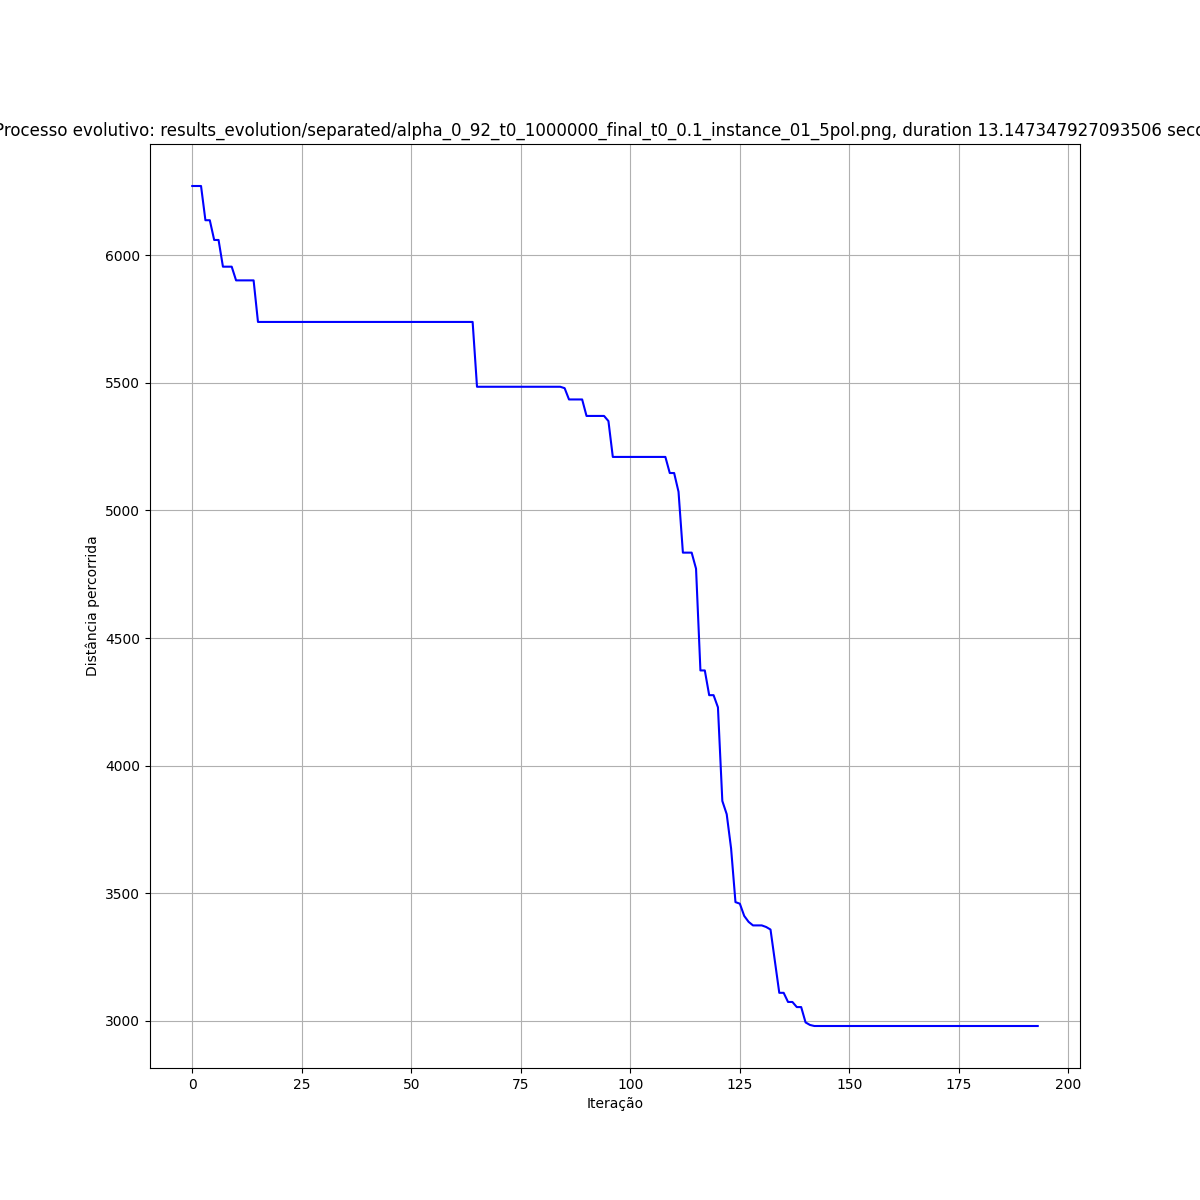 Processo evolutivo: results_evolution/separated/alpha_0_92_t0_1000000_final_t0_0.1_instance_01_5pol.png, duration 13.147347927093506 seco
6000
5500
5000
4500
4000
3500
3000
Distância percorrida
0 25 50 75 100 125 150 175 200
Iteração